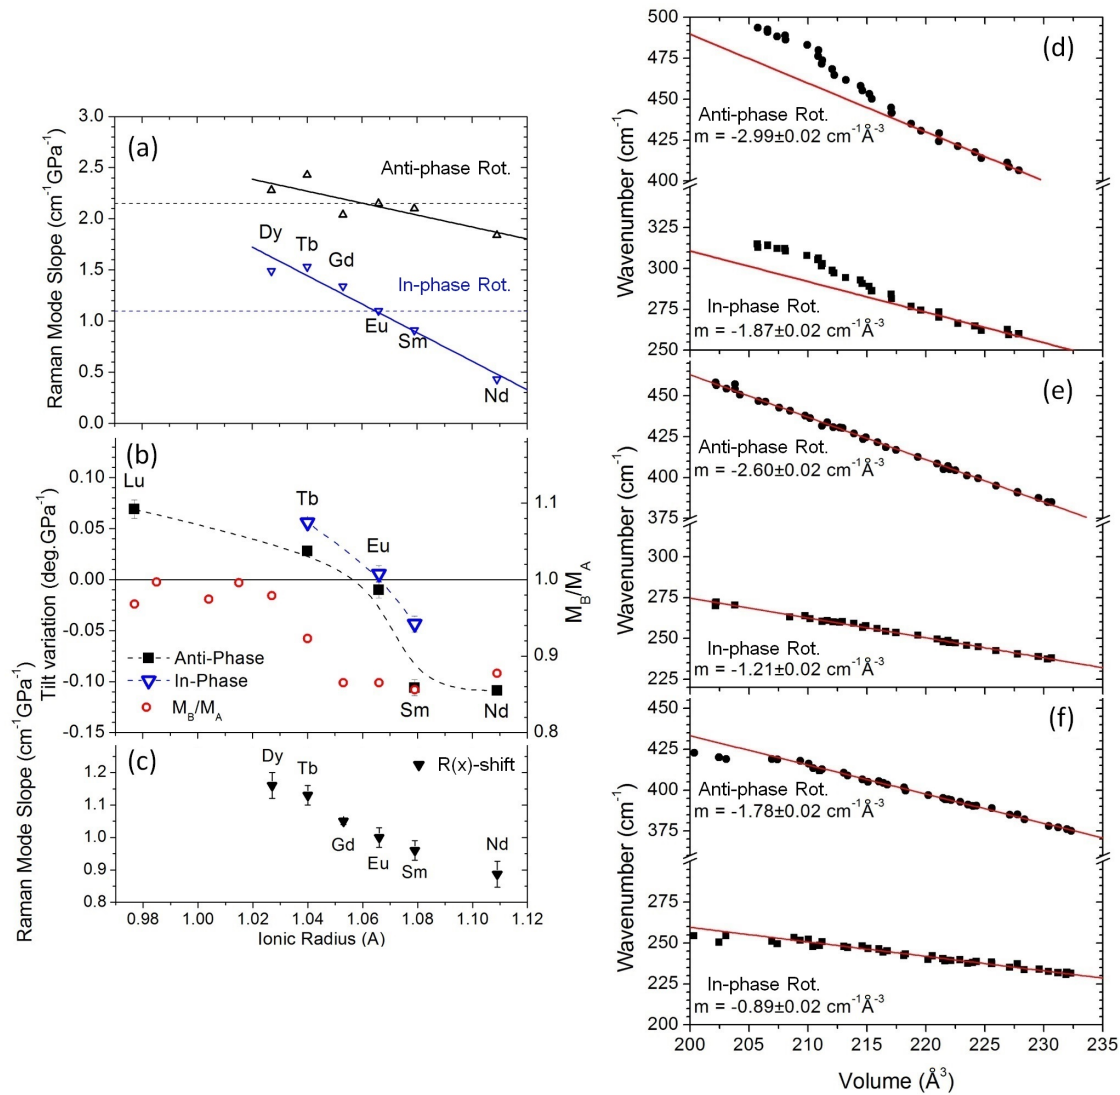 (a)
3.0
2.5
2.0
1.5
1.0
0.5
0.0
Raman Mode Slope (cm-1GPa-1)
Anti-phase Rot.
Dy
Tb
Gd
In-phase Rot.
Eu
Sm
Nd
(b)
Lu
Tb
Eu
Sm
Nd
0.10
0.05
0.00
-0.05
-0.10
-0.15
Tilt variation (deg.GPa-1)
1.1
1.0
0.9
0.8
MB/MA
Anti-Phase
In-Phase
MB/MA
(c)
Dy
Tb
Gd
Eu
Sm
Nd
R(x)-shift
1.2
1.1
1.0
0.9
0.8
Raman Mode Slope (cm-1GPa-1)
0.98 1.00 1.02 1.04 1.06 1.08 1.10 1.12
Ionic Radius (A)
(d)
500
475
450
425
400
325
300
275
250
Wavenumber (cm-1)
Anti-phase Rot.
m = -2.99±0.02 cm-1Å-3
In-phase Rot.
m = -1.87±0.02 cm-1Å-3
(e)
450
425
400
375
300
275
250
225
Wavenumber (cm-1)
Anti-phase Rot.
m = -2.60±0.02 cm-1Å-3
In-phase Rot.
m = -1.21±0.02 cm-1Å-3
(f)
450
425
400
375
275
250
225
200
Wavenumber (cm-1)
Anti-phase Rot.
m = -1.78±0.02 cm-1Å-3
In-phase Rot.
m = -0.89±0.02 cm-1Å-3
200 205 210 215 220 225 230 235
Volume (Å3)